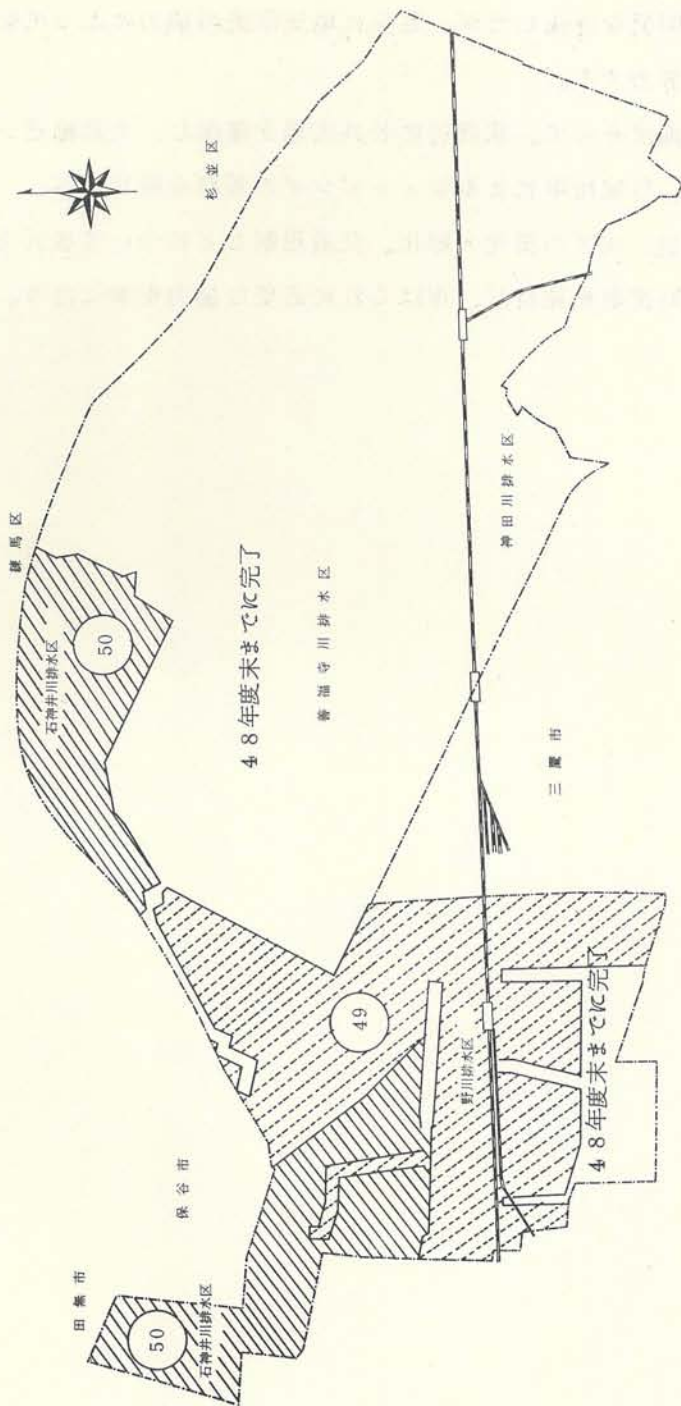 田無市
保谷市
練馬区
杉並区
三鷹市
50
石神井川排水区
50
石神井川排水区
48年度末までに完了
善福寺川排水区
神田川排水区
49
野川排水区
48年度末までに完了